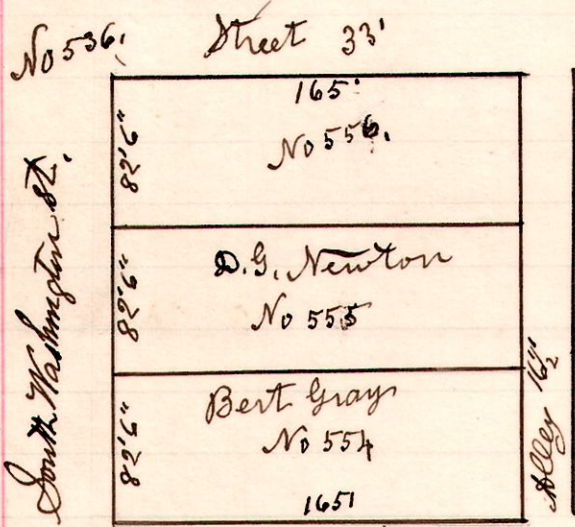 No 536.
Street 33'
165'
82'6"
No 556.
South Washington St.
D. G. Newton
82'6"
No 555
Bert Gray
82'6"
No 554
165'
Alley 16½'